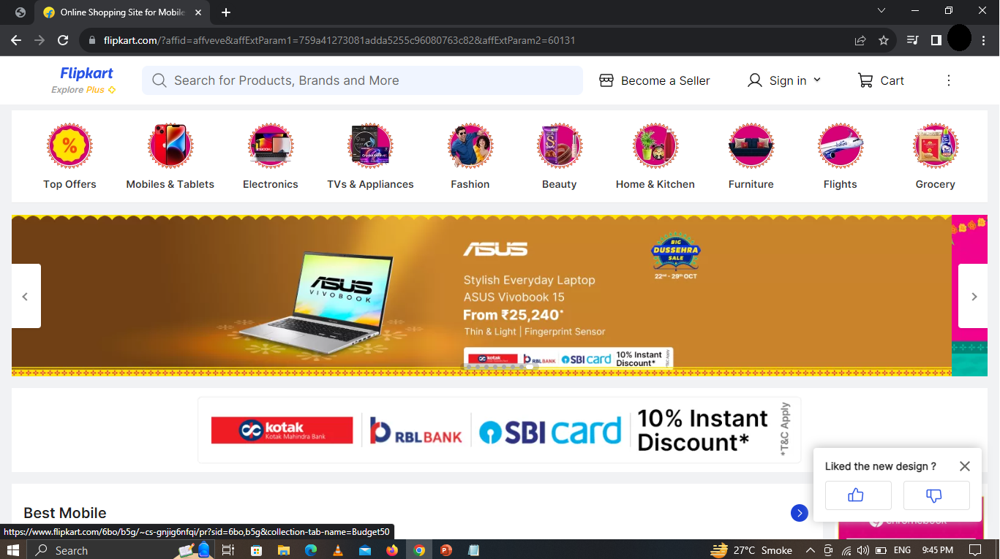 Online Shopping Site for Mobile
flipkart.com/?affid=affveve&affExtParam1=759a41273081adda5255c96080763c82&affExtParam2=60131
Flipkart
Explore Plus
Search for Products, Brands and More
Become a Seller
Sign in
Cart
%
Top Offers
Mobiles & Tablets
Electronics
TVs & Appliances
Fashion
Beauty
Home & Kitchen
Furniture
Flights
Grocery
ASUS
VIVOBOOK
ASUS
Stylish Everyday Laptop
ASUS Vivobook 15
From ₹25,240*
Thin & Light | Fingerprint Sensor
kotak
RBLBANK
SBI card
10% Instant
Discount*
T&C Apply
BIG
DUSSEHRA
SALE
22ND - 29TH OCT
kotak
Kotak Mahindra Bank
RBLBANK
SBI card
10% Instant
Discount*
*T&C Apply
Liked the new design ?
Best Mobile
chromebook
https://www.flipkart.com/6bo/b5g/~cs-gnjig6nfqi/pr?sid=6bo,b5g&collection-tab-name=Budget50
Search
27°C Smoke
ENG
9:45 PM